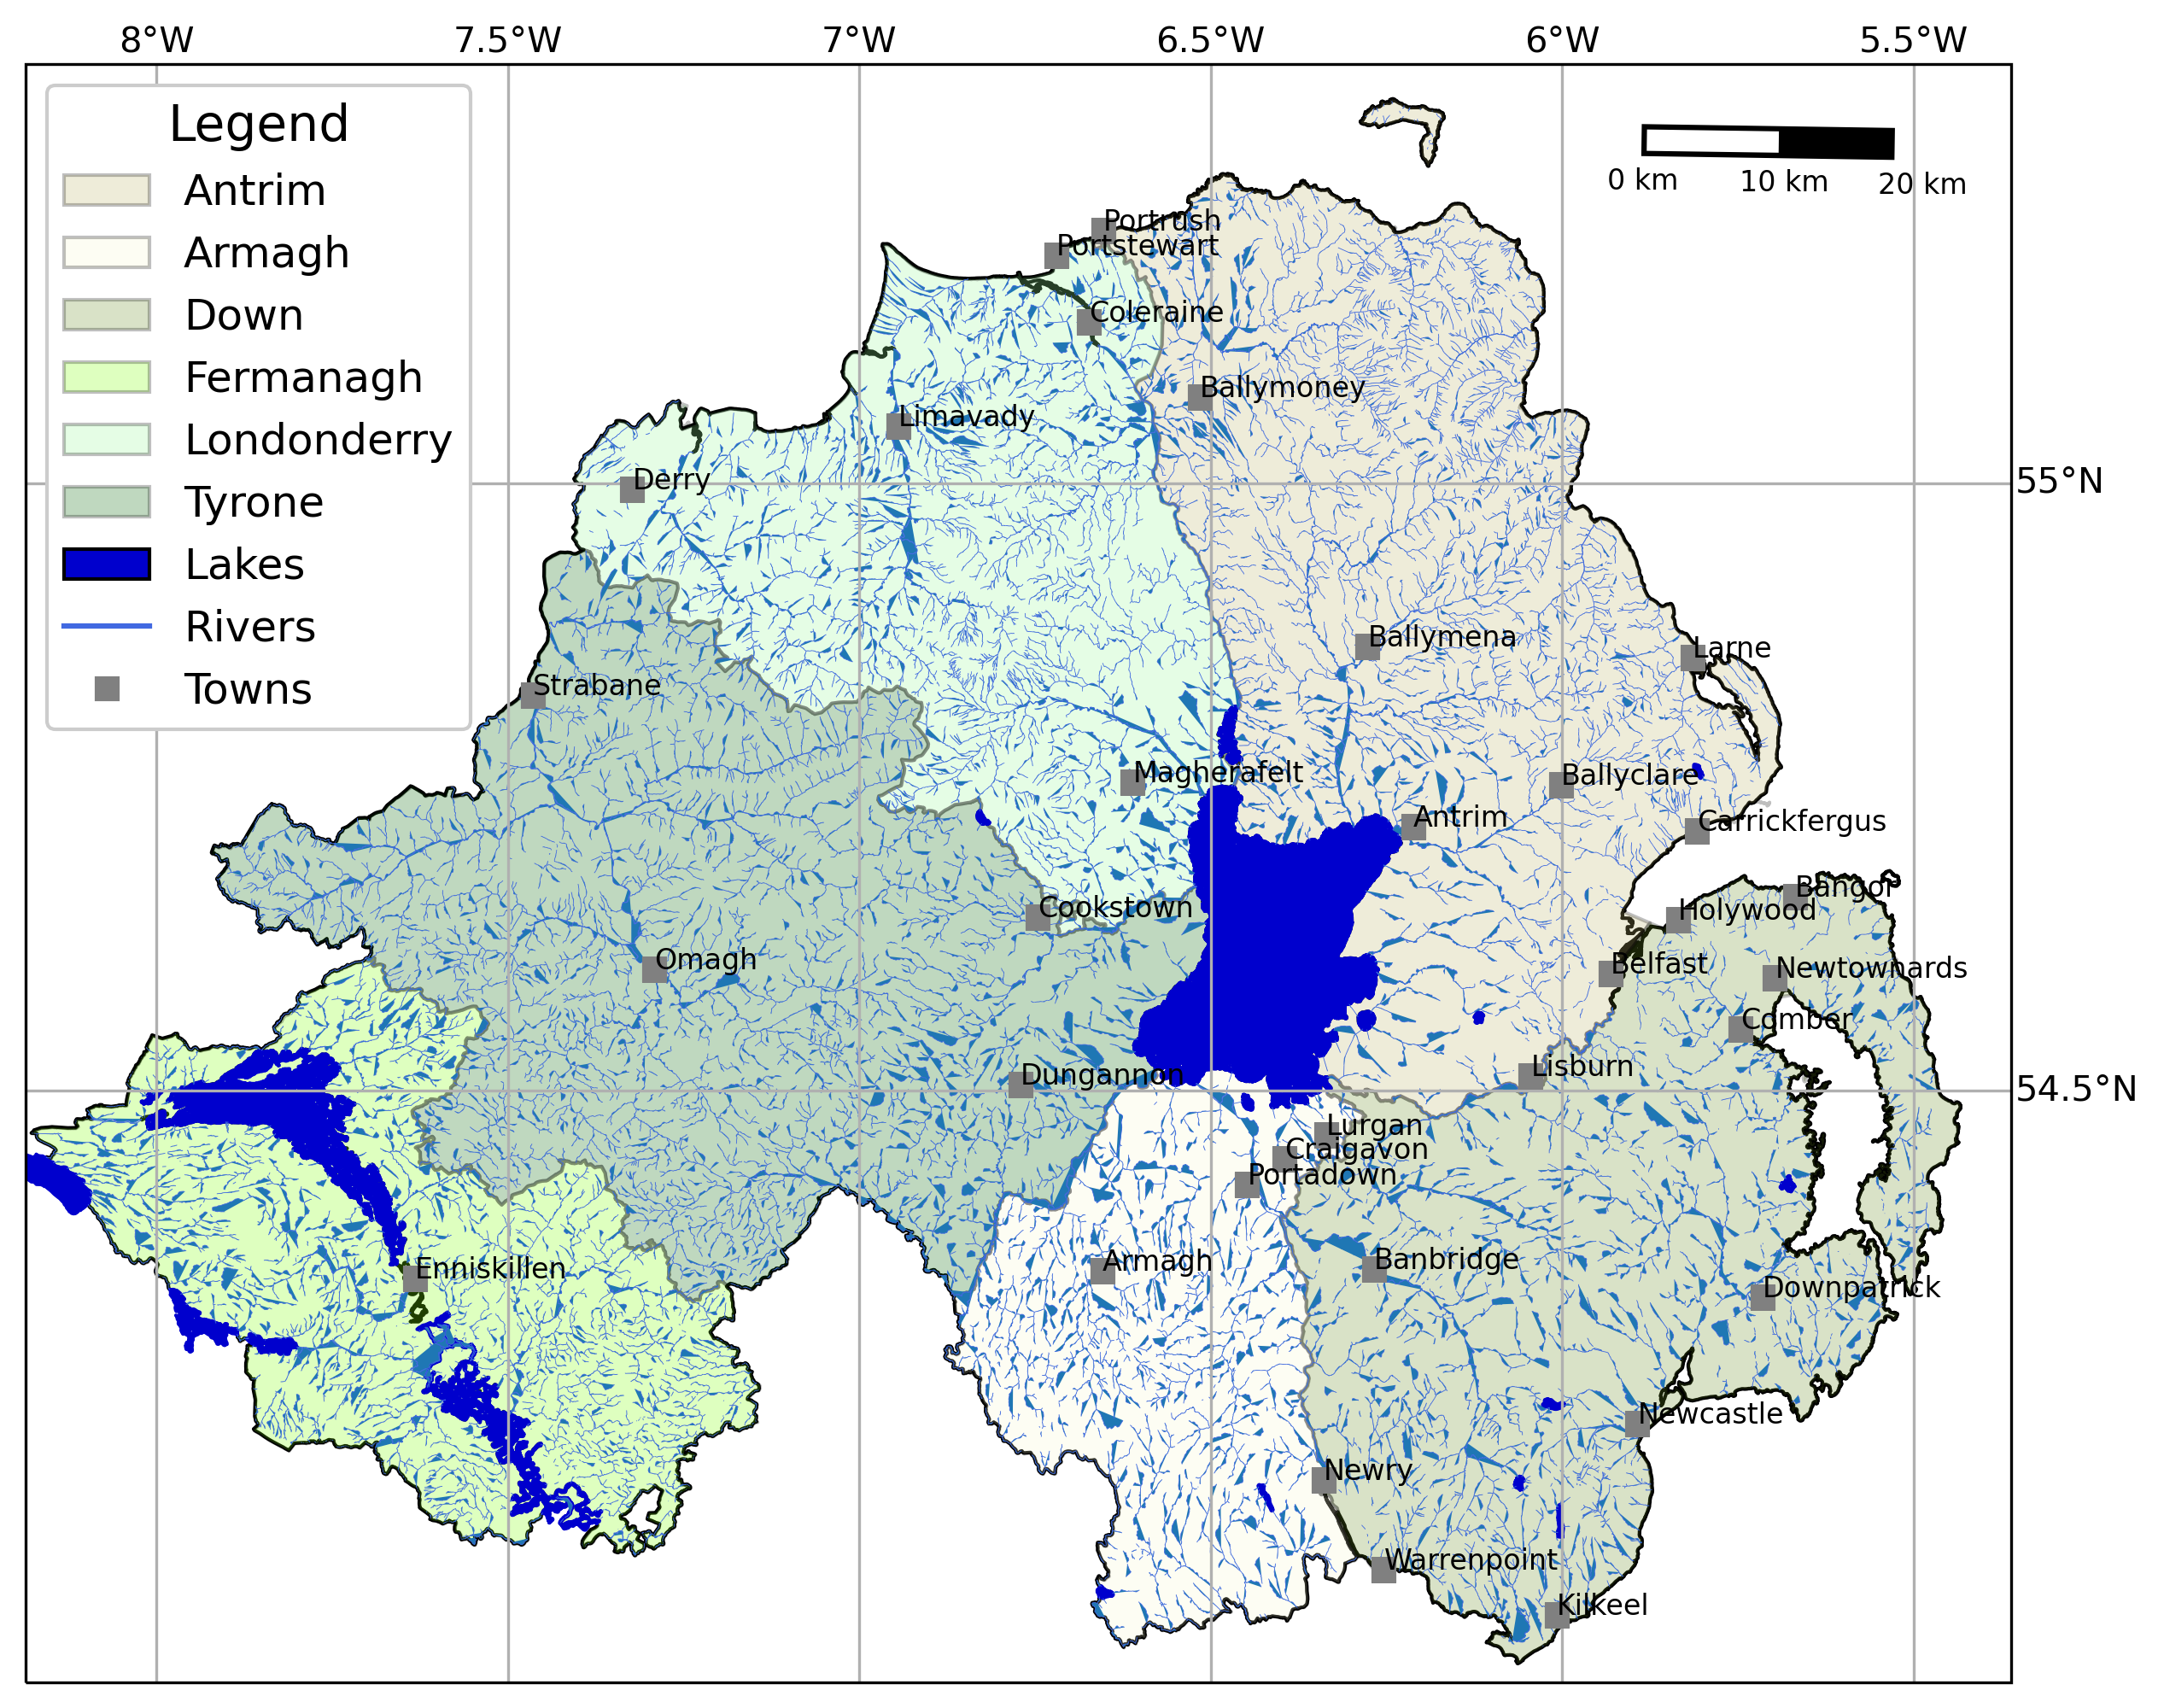 8°W 7.5°W 7°W 6.5°W 6°W 5.5°W
Legend
Antrim
Armagh
Down
Fermanagh
Londonderry
Tyrone
Lakes
Rivers
Towns
0 km 10 km 20 km
Portrush
Portstewart
Coleraine
Ballymoney
Limavady
Derry
55°N
Ballymena
Larne
Strabane
Magherafelt
Ballyclare
Antrim
Carrickfergus
Bangor
Cookstown
Holywood
Omagh
Belfast
Newtownards
Comber
Lisburn
Dungannon
54.5°N
Lurgan
Craigavon
Portadown
Armagh
Banbridge
Enniskillen
Downpatrick
Newcastle
Newry
Warrenpoint
Kilkeel